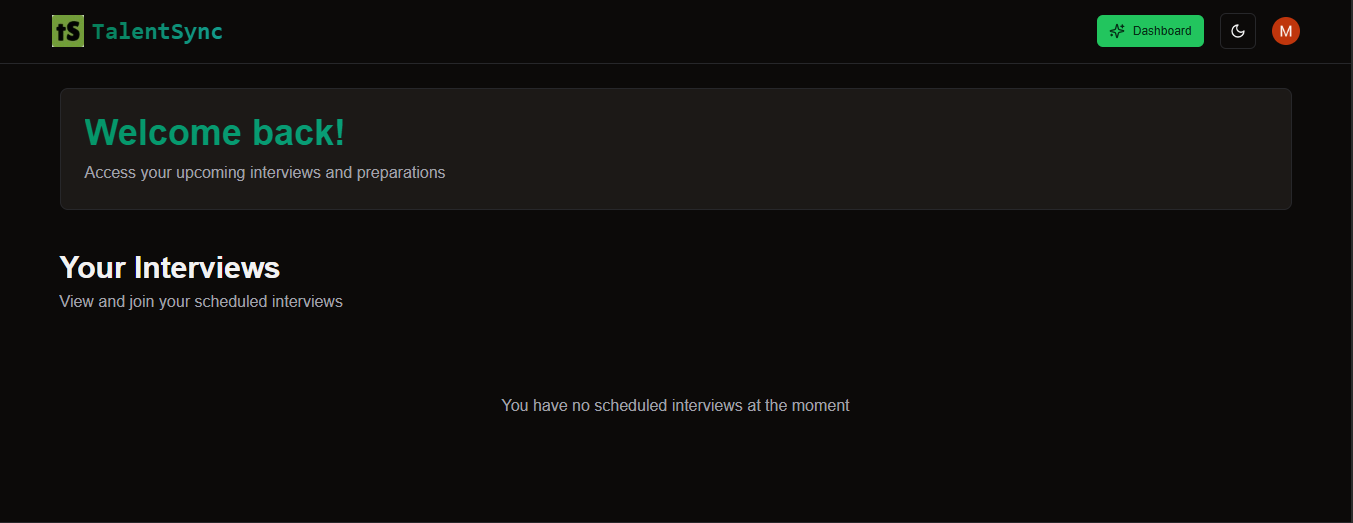 tS TalentSync
Dashboard
M
Welcome back!
Access your upcoming interviews and preparations
Your Interviews
View and join your scheduled interviews
You have no scheduled interviews at the moment